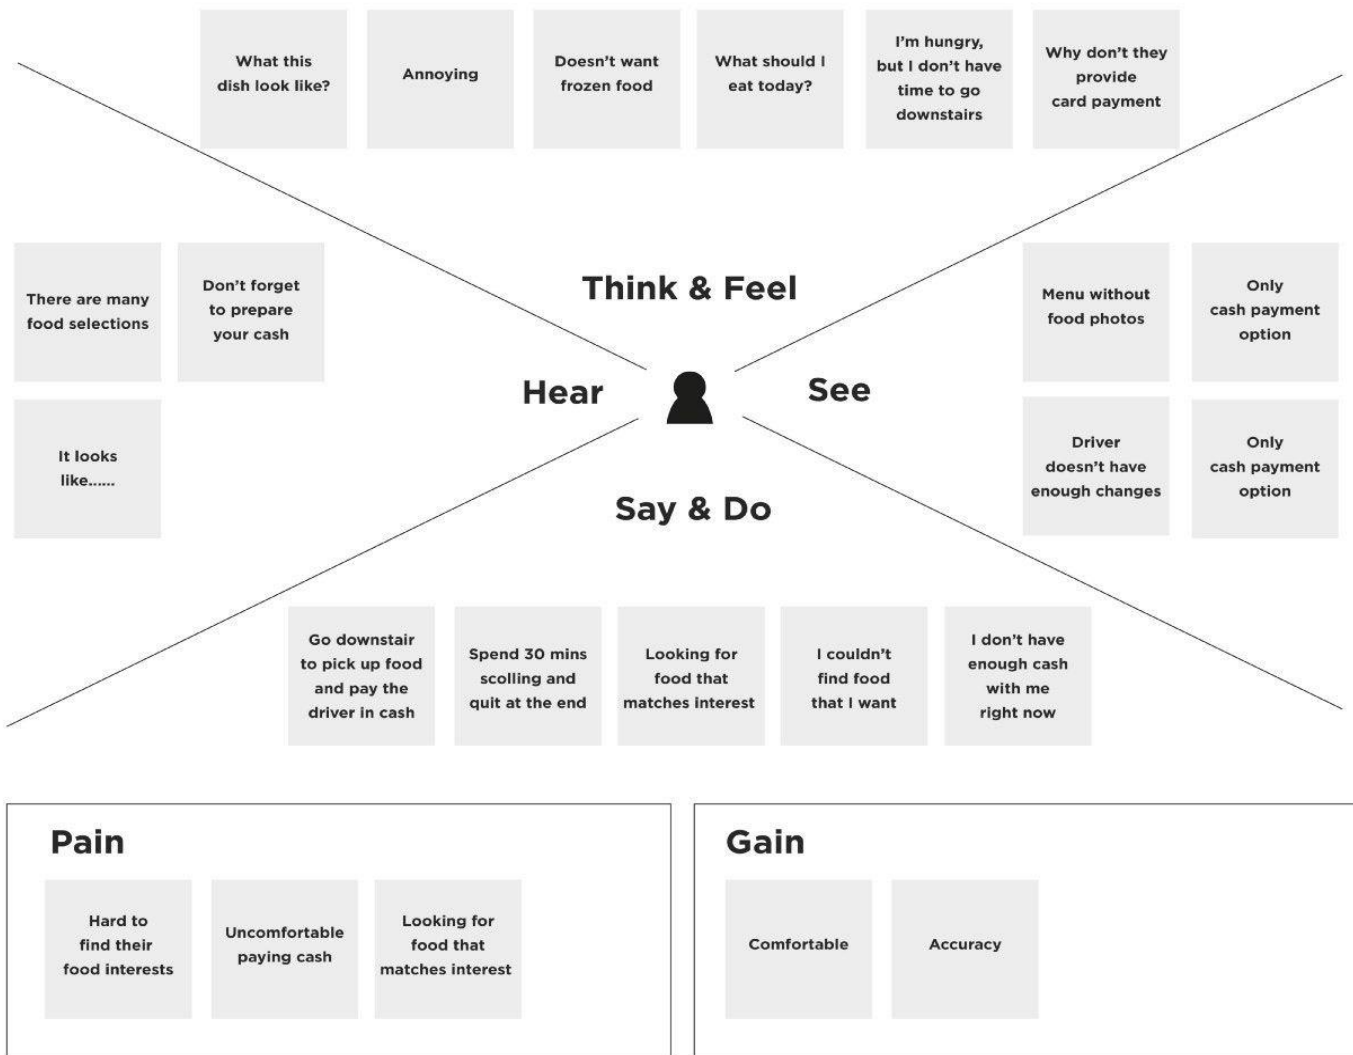 What this
dish look like?
Annoying
Doesn't want
frozen food
What should I
eat today?
I'm hungry,
but I don't have
time to go
downstairs
Why don't they
provide
card payment
Think & Feel
There are many
food selections
Don't forget
to prepare
your cash
It looks
like......
Hear
See
Menu without
food photos
Only
cash payment
option
Driver
doesn't have
enough changes
Only
cash payment
option
Say & Do
Go downstair
to pick up food
and pay the
driver in cash
Spend 30 mins
scolling and
quit at the end
Looking for
food that
matches interest
I couldn't
find food
that I want
I don't have
enough cash
with me
right now
Pain
Hard to
find their
food interests
Uncomfortable
paying cash
Looking for
food that
matches interest
Gain
Comfortable
Accuracy